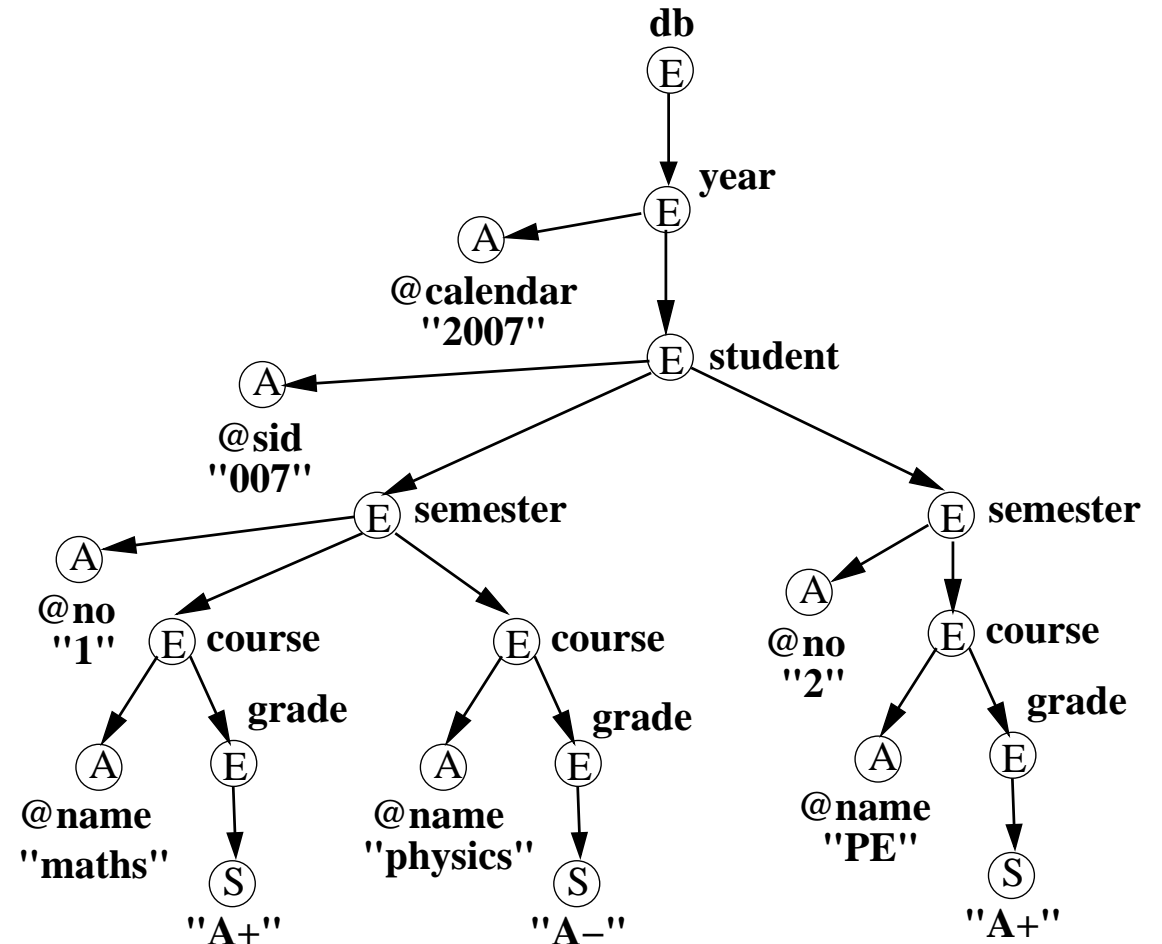 db
E
year
E
A
@calendar
"2007"
E student
A
@sid
"007"
E semester
E semester
A
@no
"1"
A
@no
"2"
E course
E course
E course
grade
grade
grade
A
E
A
E
A
E
@name
"maths"
@name
"physics"
@name
"PE"
S
S
S
"A+"
"A−"
"A+"